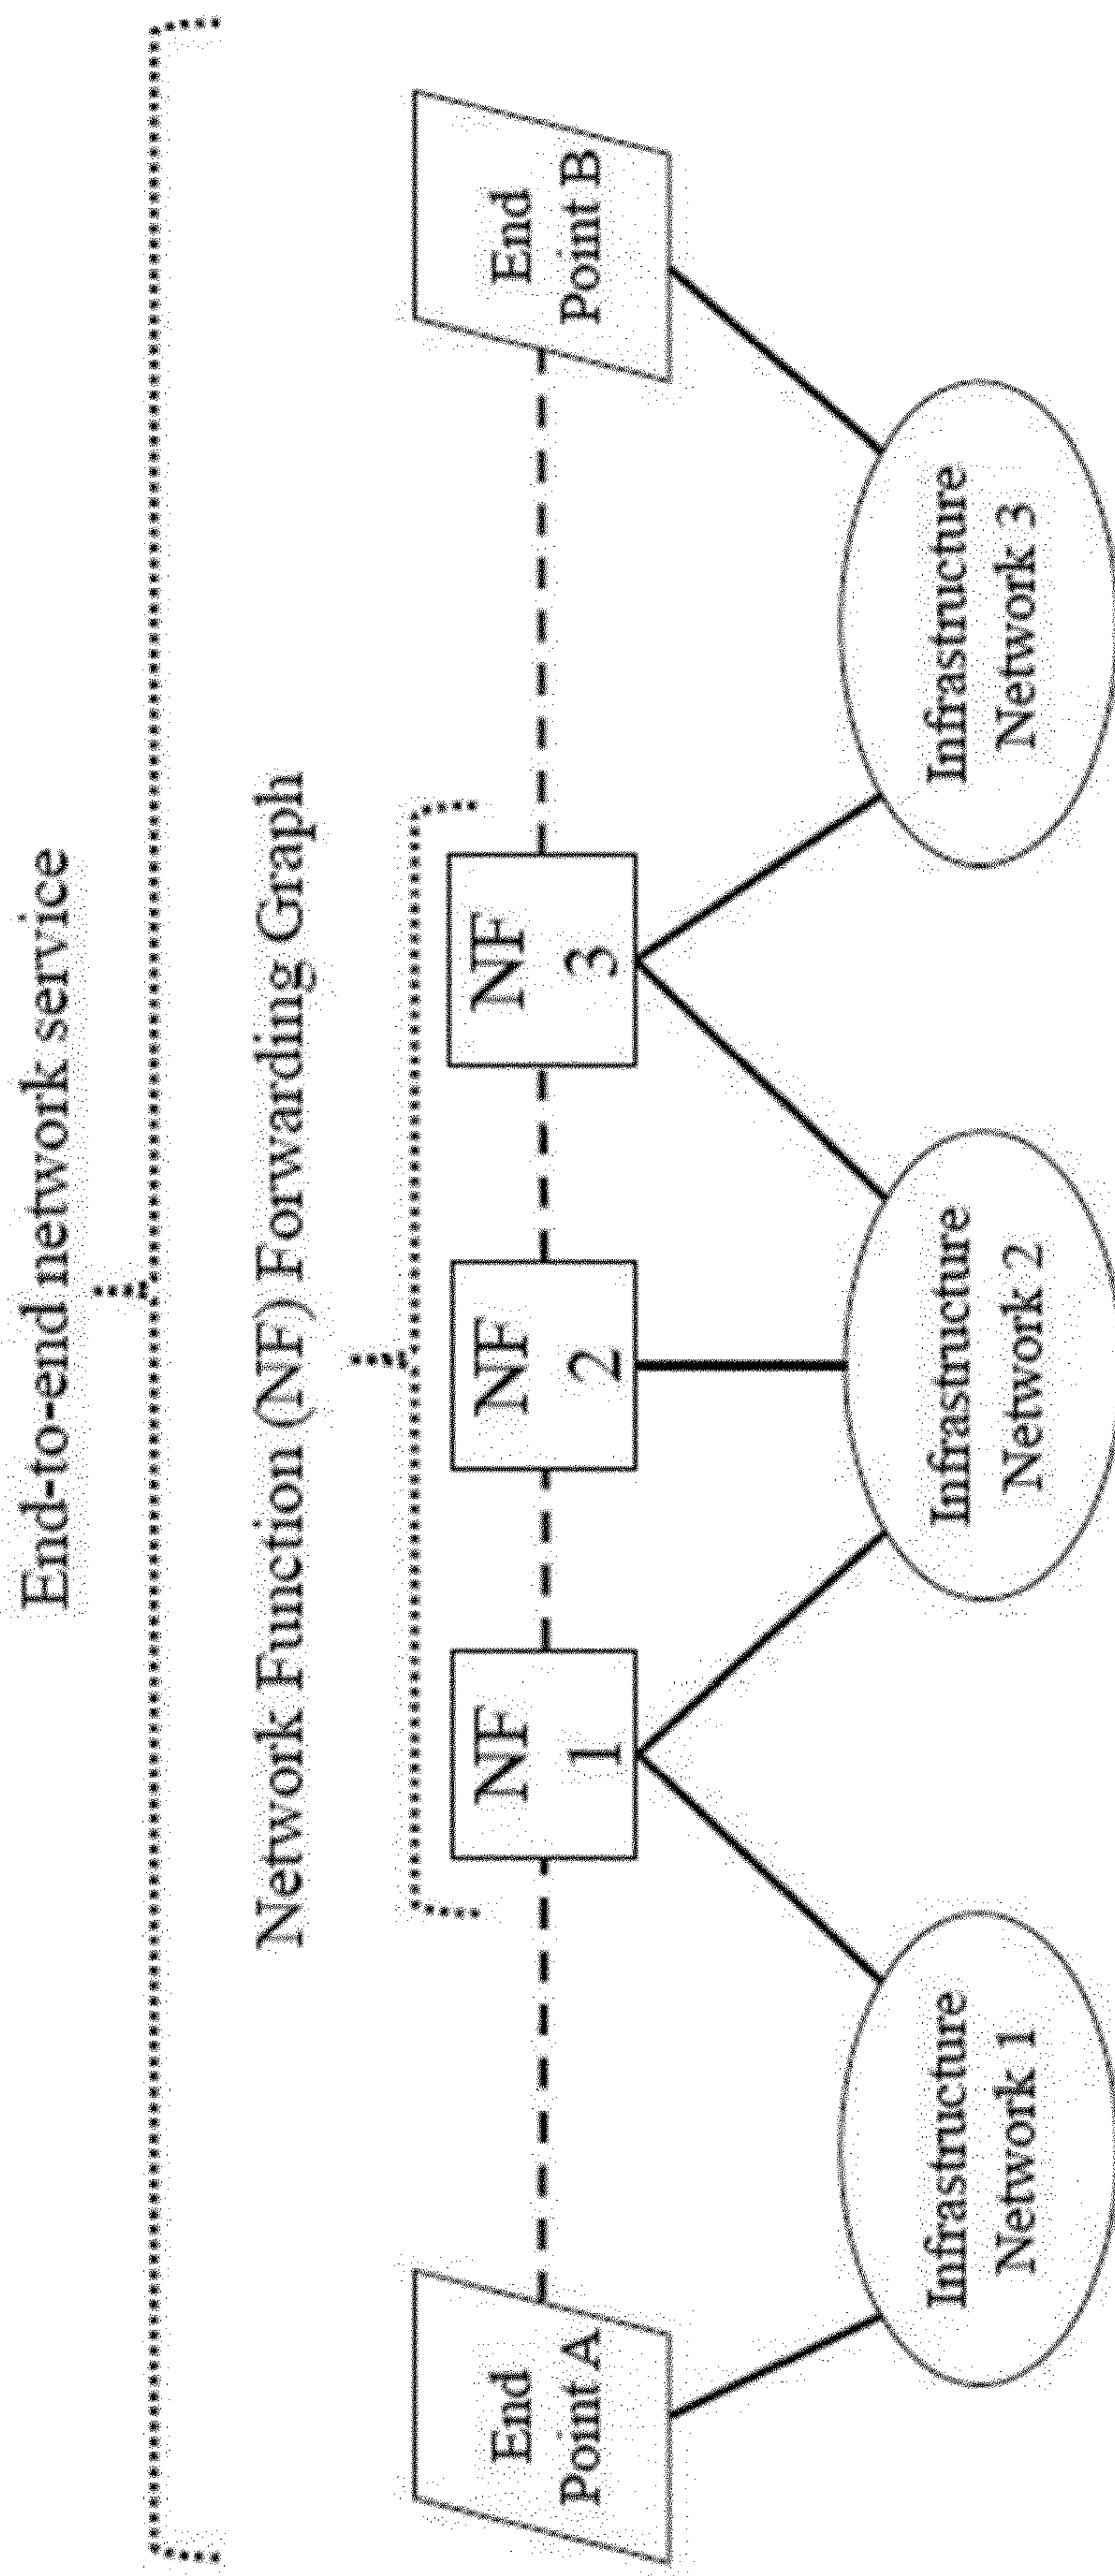 End-to-end network service
Network Function (NF) Forwarding Graph
End
Point A
NF
1
NF
2
NF
3
End
Point B
Infrastructure
Network 1
Infrastructure
Network 2
Infrastructure
Network 3